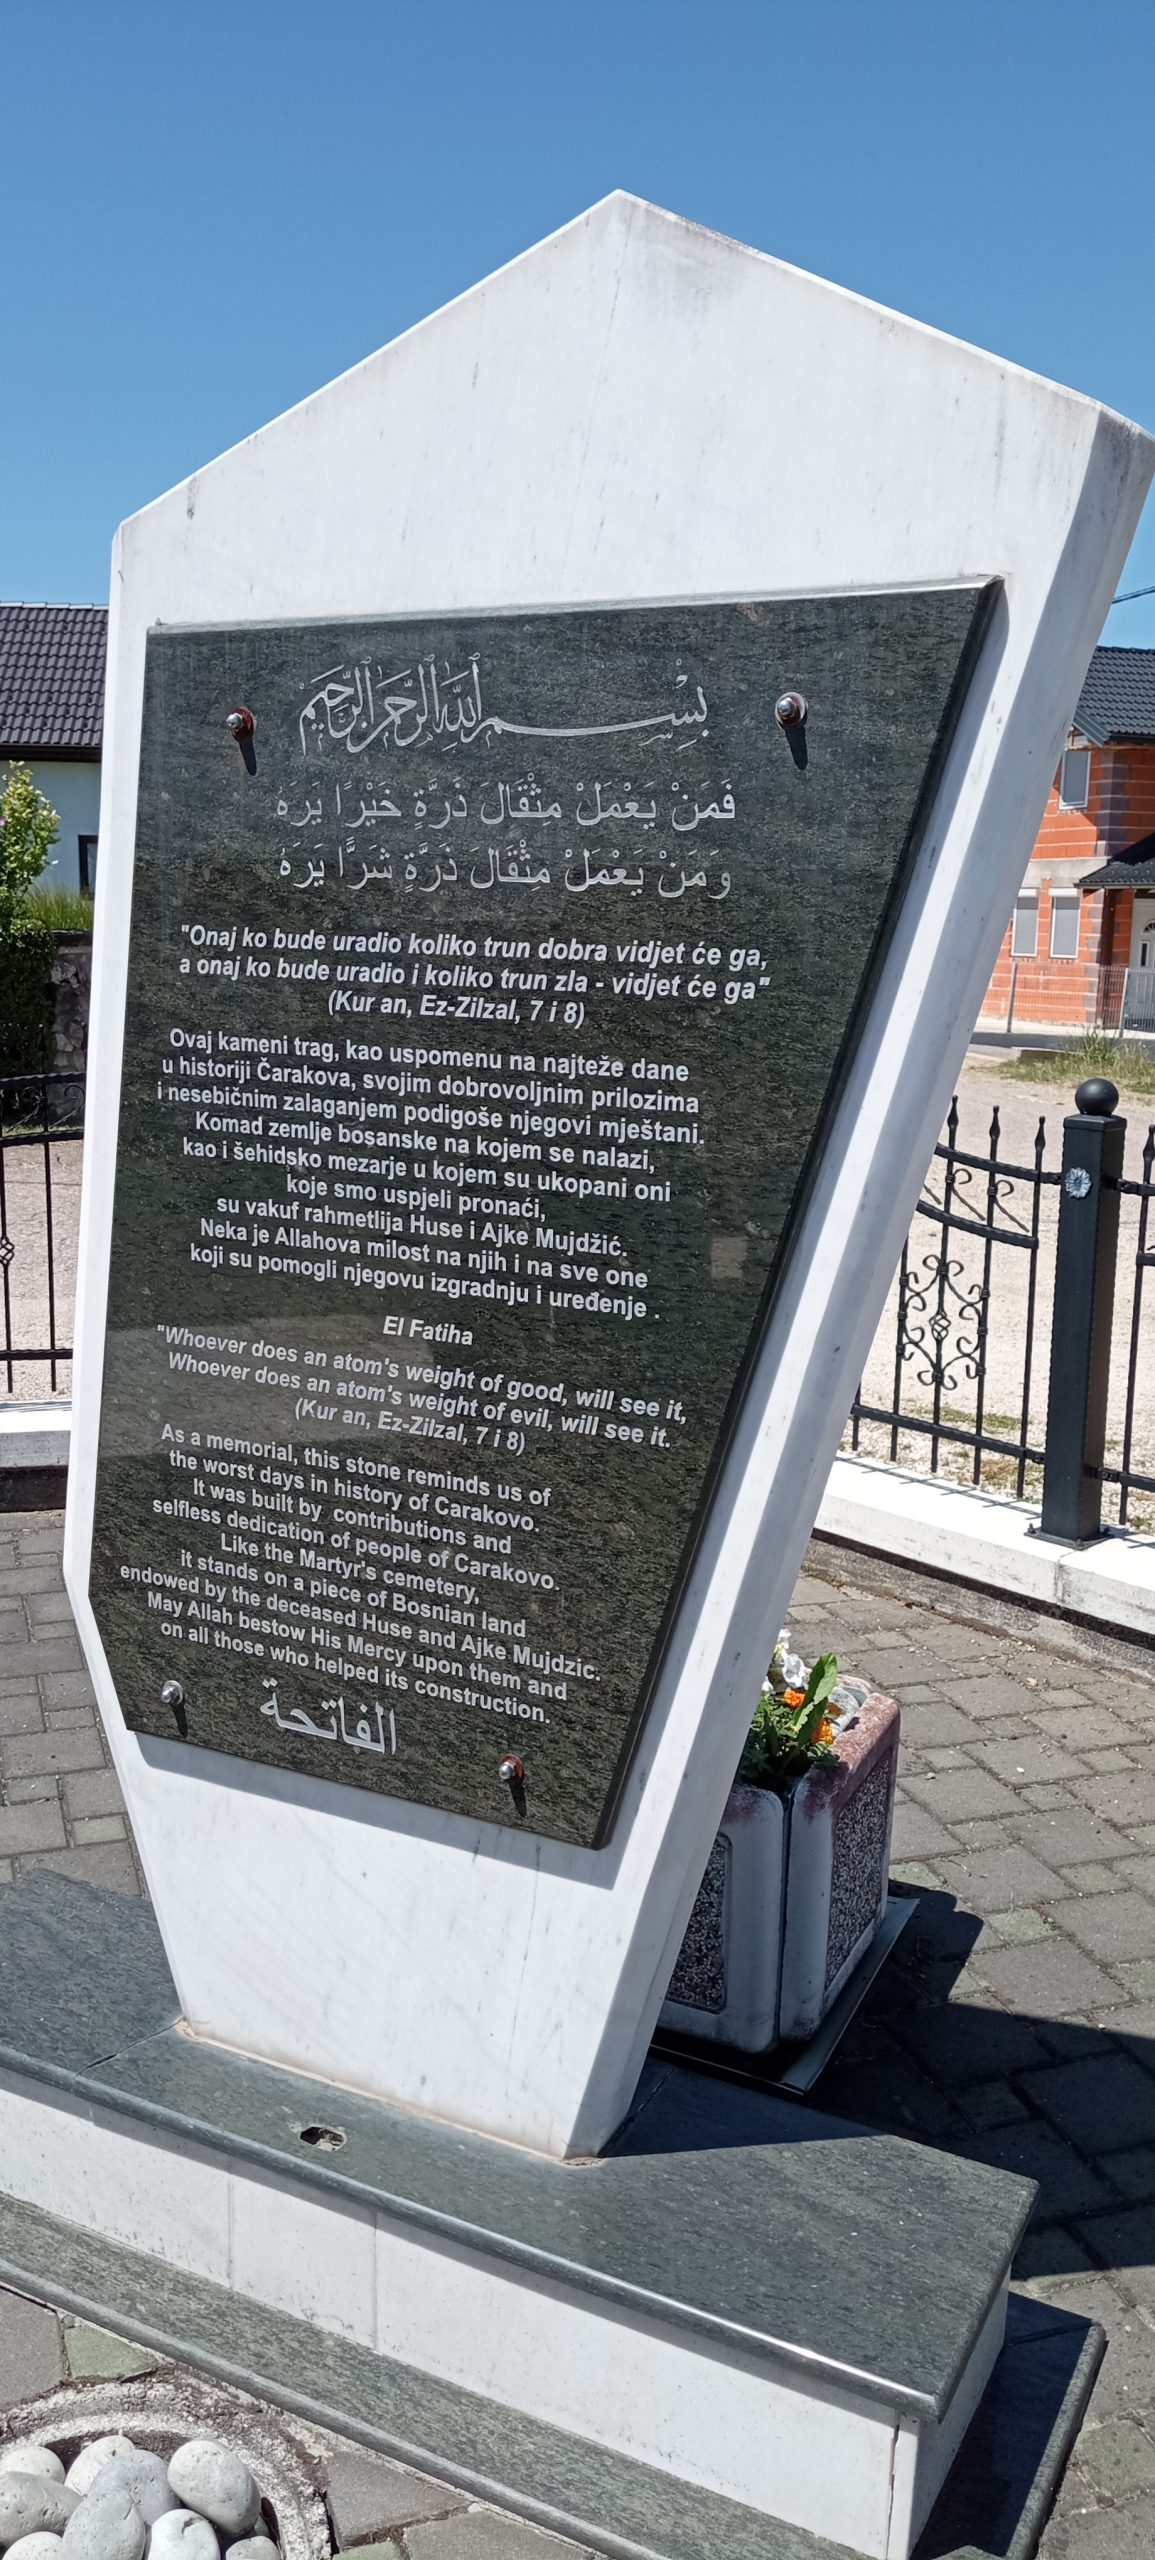 بِسْمِ اللَّهِ الرَّحْمَنِ الرَّحِيمِ
فَمَنْ يَعْمَلْ مِثْقَالَ ذَرَّةٍ خَيْرًا يَرَهُ
وَمَنْ يَعْمَلْ مِثْقَالَ ذَرَّةٍ شَرًّا يَرَهُ
"Onaj ko bude uradio koliko trun dobra vidjet će ga,
a onaj ko bude uradio i koliko trun zla - vidjet će ga"
(Kur an, Ez-Zilzal, 7 i 8)
Ovaj kameni trag, kao uspomenu na najteže dane
u historiji Čarakova, svojim dobrovoljnim prilozima
i nesebičnim zalaganjem podigoše njegovi mještani.
Komad zemlje bosanske na kojem se nalazi,
kao i šehidsko mezarje u kojem su ukopani oni
koje smo uspjeli pronaći,
su vakuf rahmetlija Huse i Ajke Mujdžić.
Neka je Allahova milost na njih i na sve one
koji su pomogli njegovu izgradnju i uređenje .
El Fatiha
"Whoever does an atom's weight of good, will see it,
Whoever does an atom's weight of evil, will see it.
(Kur an, Ez-Zilzal, 7 i 8)
As a memorial, this stone reminds us of
the worst days in history of Carakovo.
It was built by contributions and
selfless dedication of people of Carakovo.
Like the Martyr's cemetery,
it stands on a piece of Bosnian land
endowed by the deceased Huse and Ajke Mujdzic.
May Allah bestow His Mercy upon them and
on all those who helped its construction.
الفاتحة